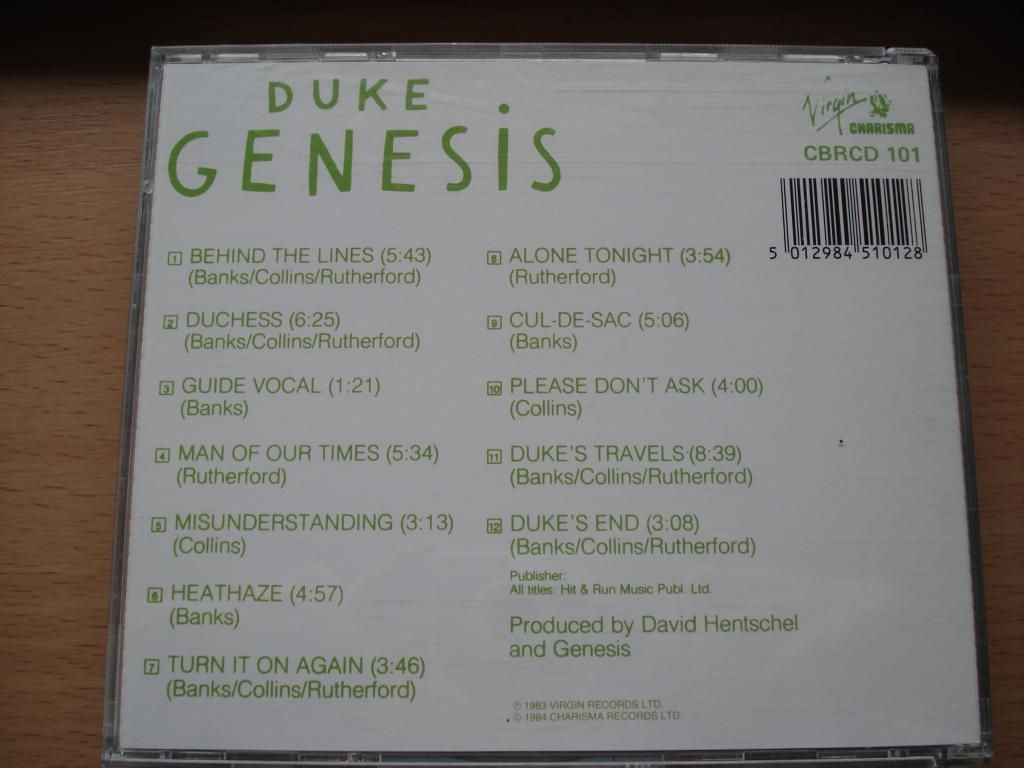 DUKE
GENESIS
Virgin
CHARISMA
CBRCD 101
5 012984 510128
1 BEHIND THE LINES (5:43)
(Banks/Collins/Rutherford)
2 DUCHESS (6:25)
(Banks/Collins/Rutherford)
3 GUIDE VOCAL (1:21)
(Banks)
4 MAN OF OUR TIMES (5:34)
(Rutherford)
5 MISUNDERSTANDING (3:13)
(Collins)
6 HEATHAZE (4:57)
(Banks)
7 TURN IT ON AGAIN (3:46)
(Banks/Collins/Rutherford)
8 ALONE TONIGHT (3:54)
(Rutherford)
9 CUL-DE-SAC (5:06)
(Banks)
10 PLEASE DON'T ASK (4:00)
(Collins)
11 DUKE'S TRAVELS (8:39)
(Banks/Collins/Rutherford)
12 DUKE'S END (3:08)
(Banks/Collins/Rutherford)
Publisher:
All titles: Hit & Run Music Publ. Ltd.
Produced by David Hentschel
and Genesis
℗ 1983 VIRGIN RECORDS LTD.
© 1984 CHARISMA RECORDS LTD.